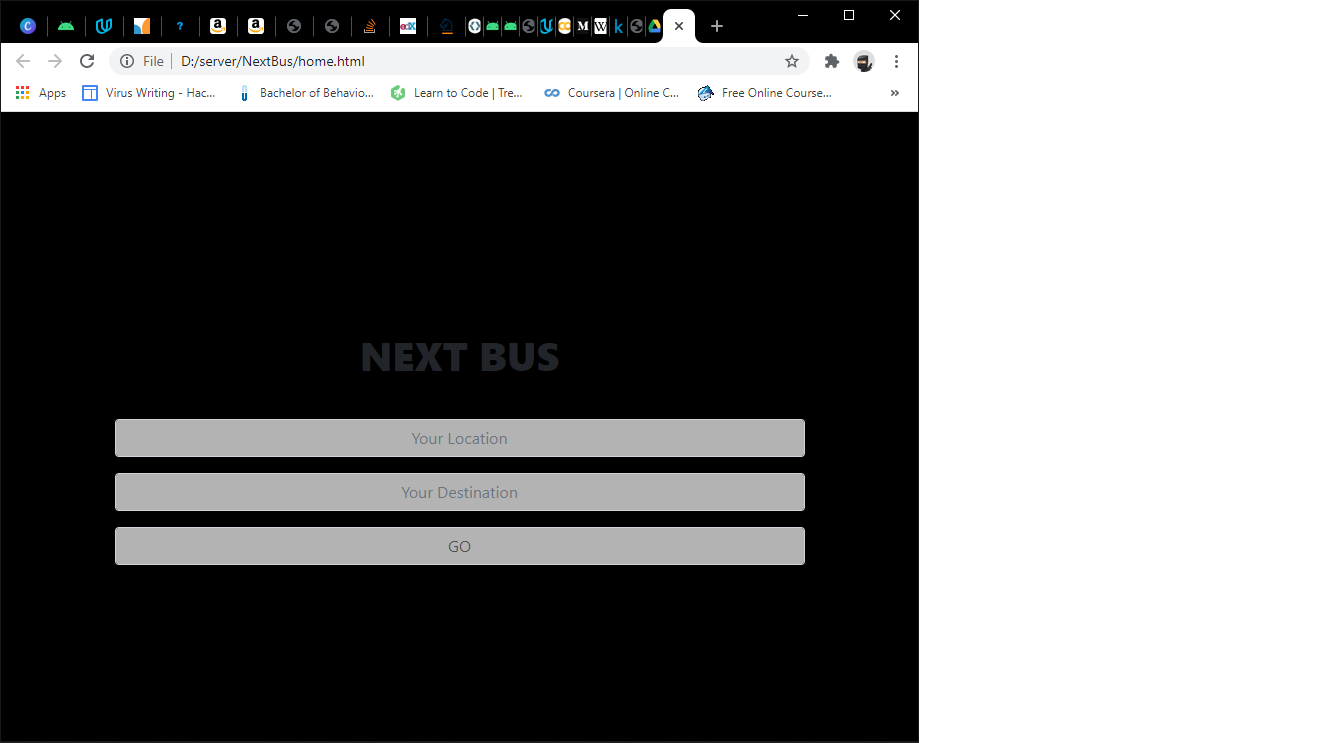 File D:/server/NextBus/home.html
Apps Virus Writing - Hac... Bachelor of Behavio... Learn to Code | Tre... Coursera | Online C... Free Online Course... »
NEXT BUS
Your Location
Your Destination
GO